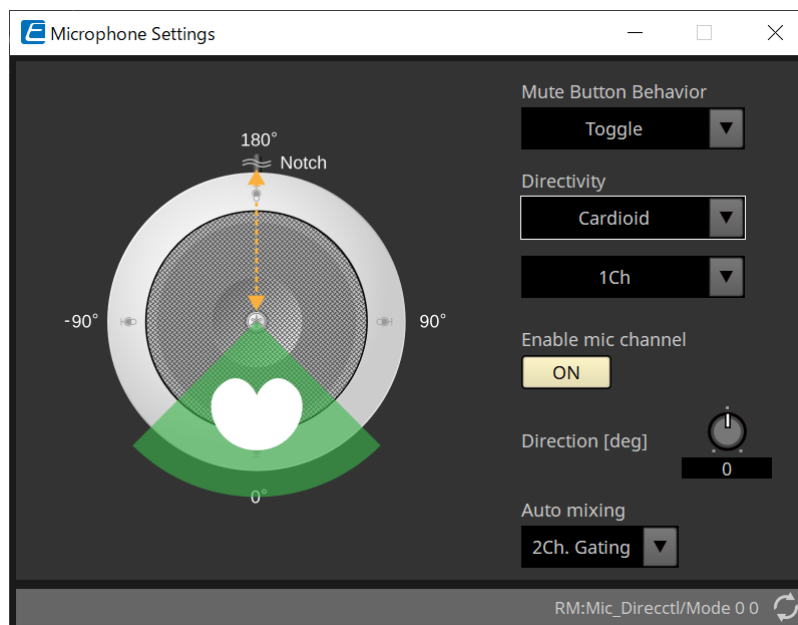 Microphone Settings
180°
Notch
-90°
90°
0°
Mute Button Behavior
Toggle
Directivity
Cardioid
1Ch
Enable mic channel
ON
Direction [deg]
0
Auto mixing
2Ch. Gating
RM:Mic_Direcctl/Mode 0 0